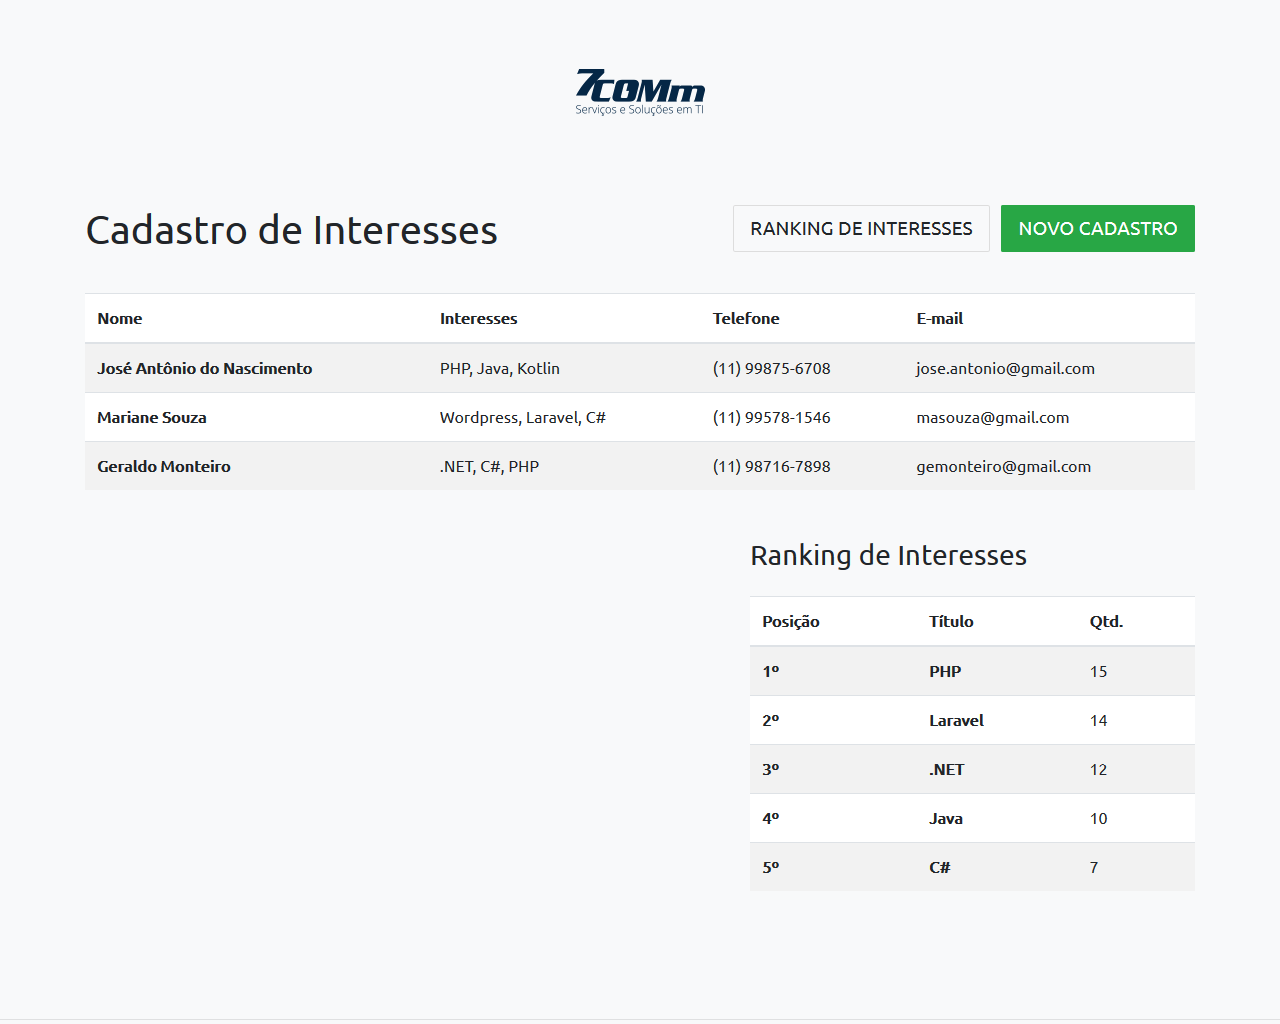 7COMm
Serviços e Soluções em TI
Cadastro de Interesses
RANKING DE INTERESSES
NOVO CADASTRO
Nome Interesses Telefone E-mail
José Antônio do Nascimento PHP, Java, Kotlin (11) 99875-6708 jose.antonio@gmail.com
Mariane Souza Wordpress, Laravel, C# (11) 99578-1546 masouza@gmail.com
Geraldo Monteiro .NET, C#, PHP (11) 98716-7898 gemonteiro@gmail.com
Ranking de Interesses
Posição Título Qtd.
1º PHP 15
2º Laravel 14
3º .NET 12
4º Java 10
5º C# 7